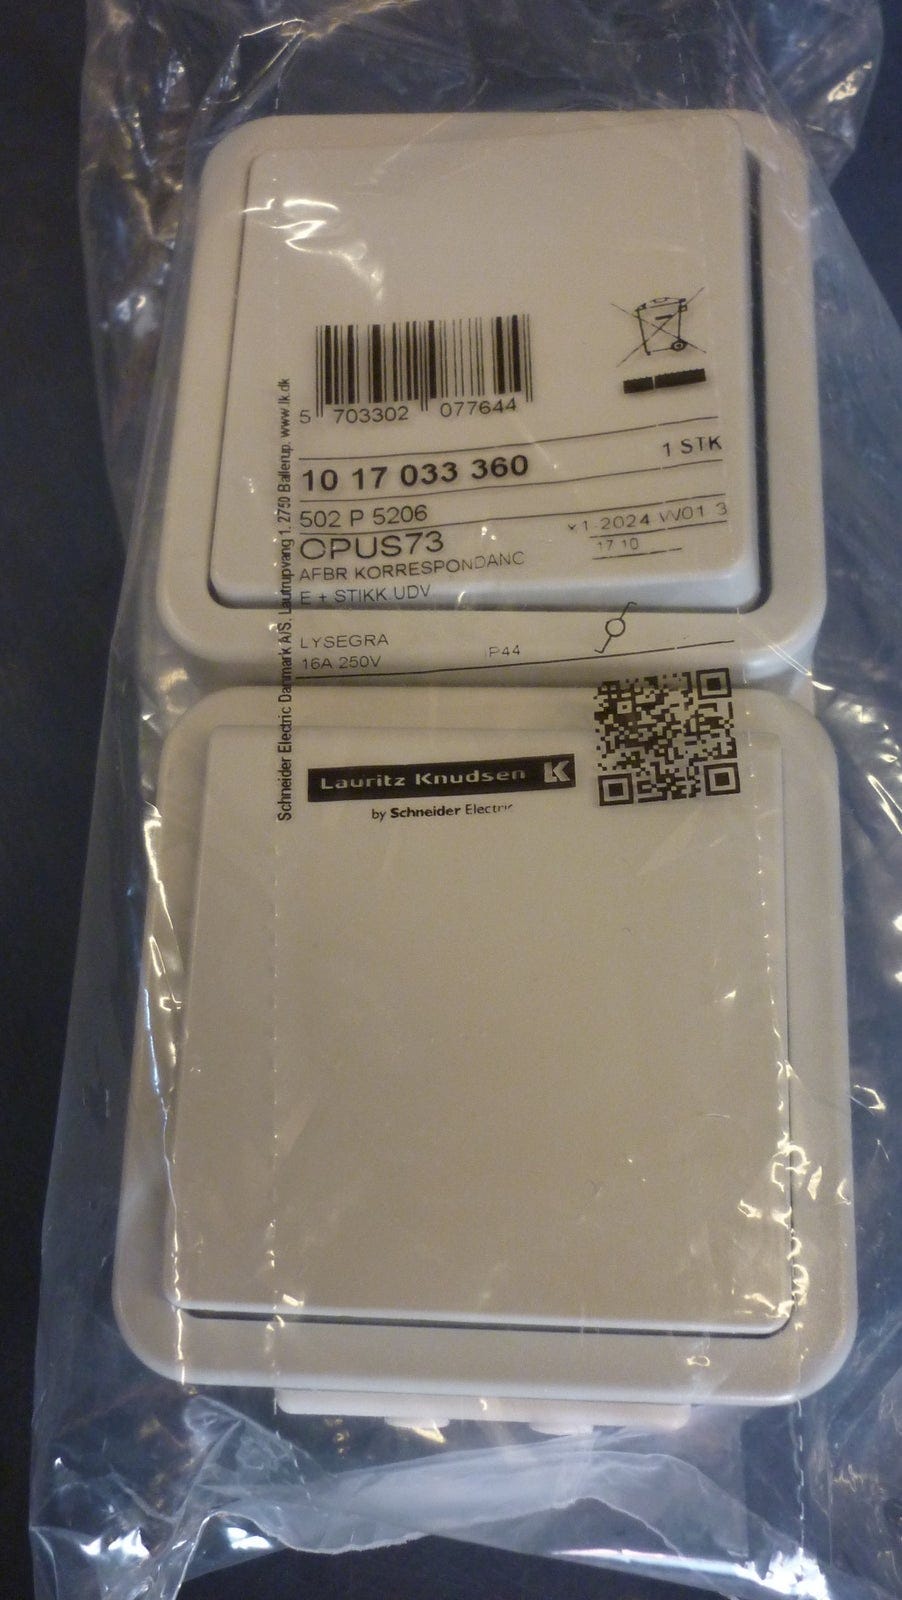 5 703302 077644
10 17 033 360
1 STK
502 P 5206
OPUS73
1-2024 W01 3
17 10
AFBR KORRESPONDANC
E + STIKK UDV
LYSEGRA
16A 250V
IP44
Lauritz Knudsen
by Schneider Electric
Schneider Electric Danmark A/S. Lautrupvang 1. 2750 Ballerup. www.lk.dk